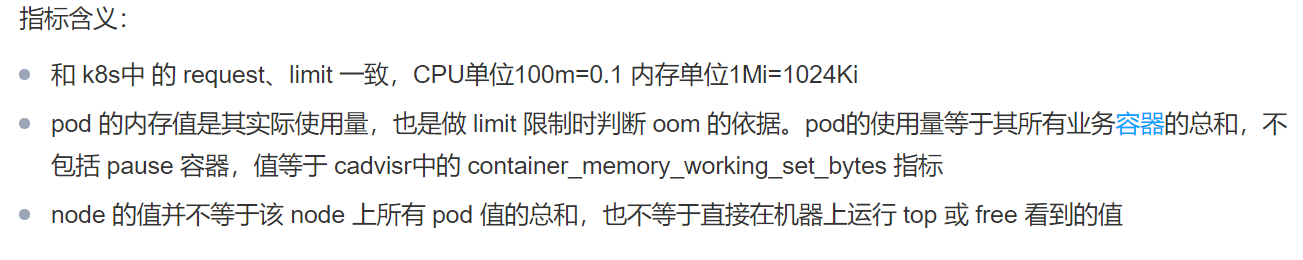 指标含义：
和 k8s中 的 request、limit 一致，CPU单位100m=0.1 内存单位1Mi=1024Ki
pod 的内存值是其实际使用量，也是做 limit 限制时判断 oom 的依据。pod的使用量等于其所有业务容器的总和，不
包括 pause 容器，值等于 cadvisr中的 container_memory_working_set_bytes 指标
node 的值并不等于该 node 上所有 pod 值的总和，也不等于直接在机器上运行 top 或 free 看到的值